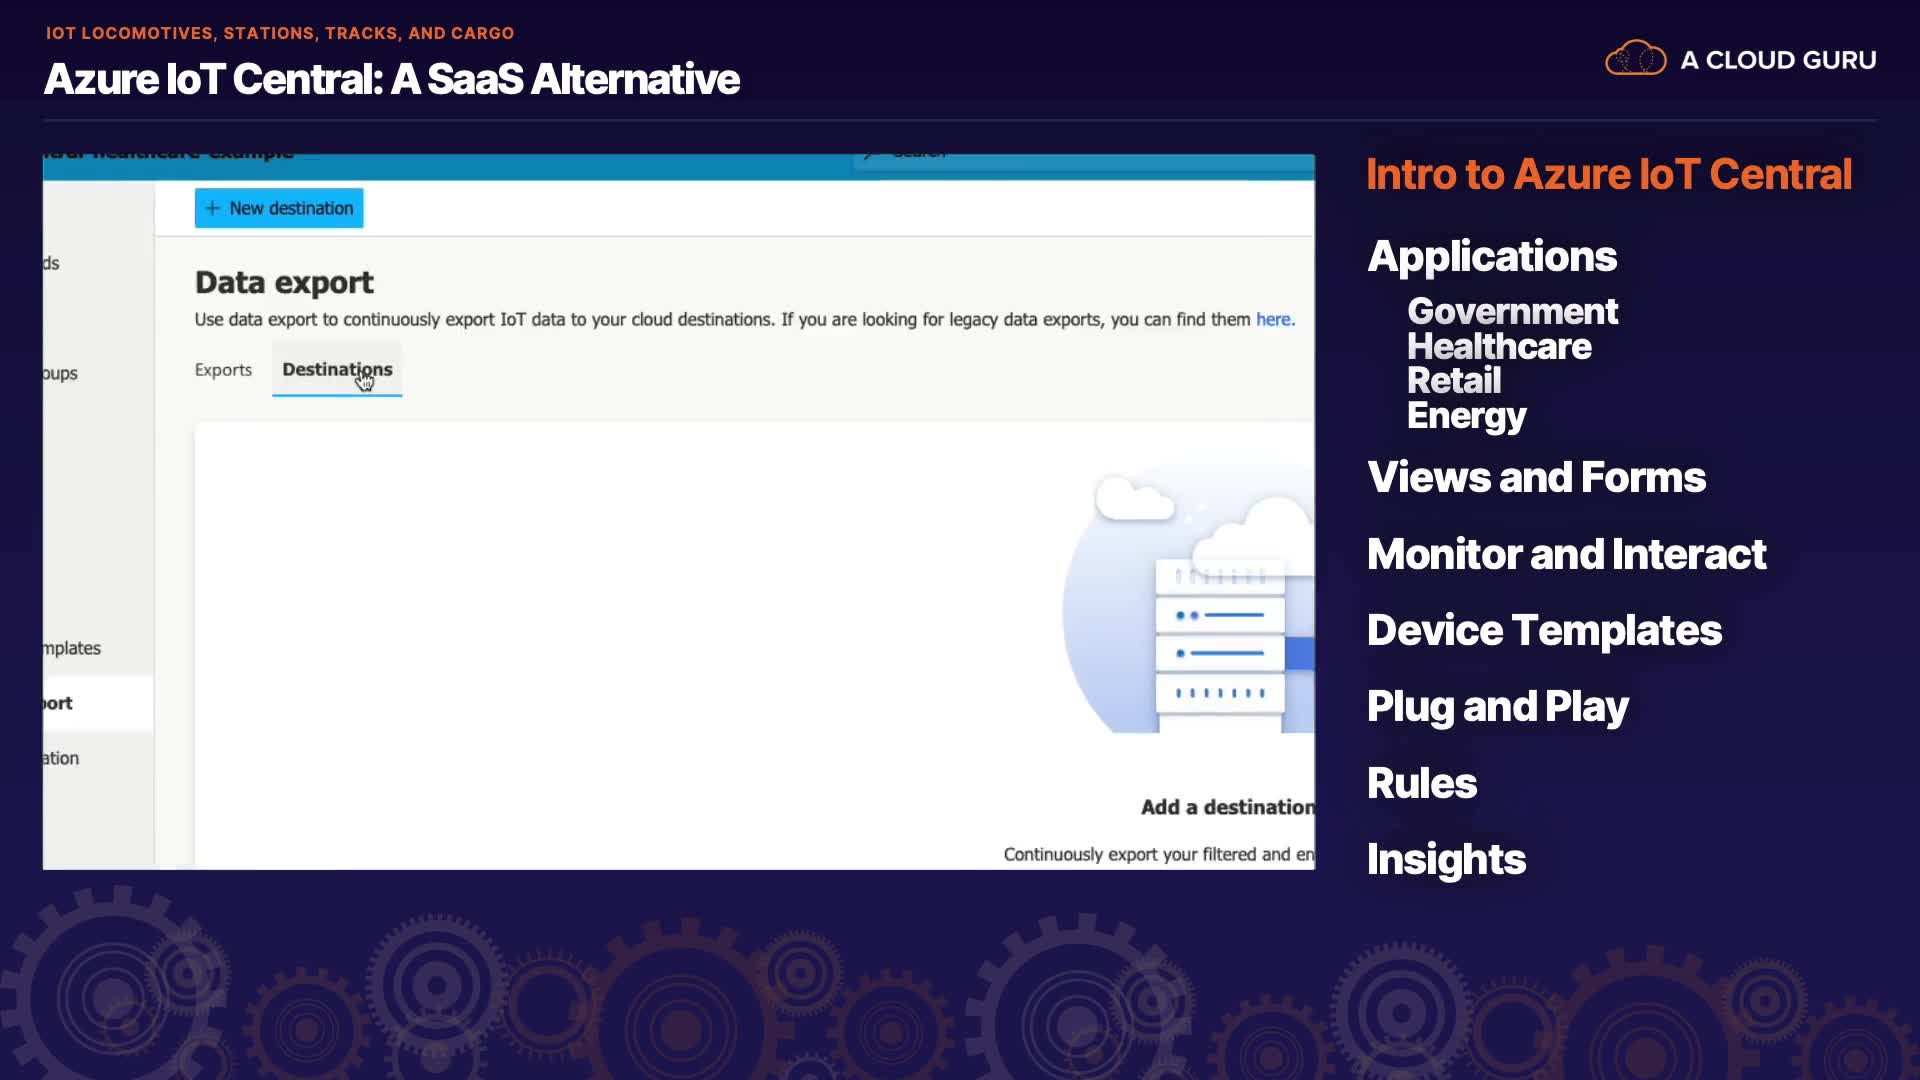 IOT LOCOMOTIVES, STATIONS, TRACKS, AND CARGO
Azure IoT Central: A SaaS Alternative
A CLOUD GURU
healthcare example
Search
+ New destination
Data export
Use data export to continuously export IoT data to your cloud destinations. If you are looking for legacy data exports, you can find them here.
Exports
Destinations
ds
oups
mplates
port
ation
Add a destination
Continuously export your filtered and en
Intro to Azure IoT Central
Applications
Government
Healthcare
Retail
Energy
Views and Forms
Monitor and Interact
Device Templates
Plug and Play
Rules
Insights